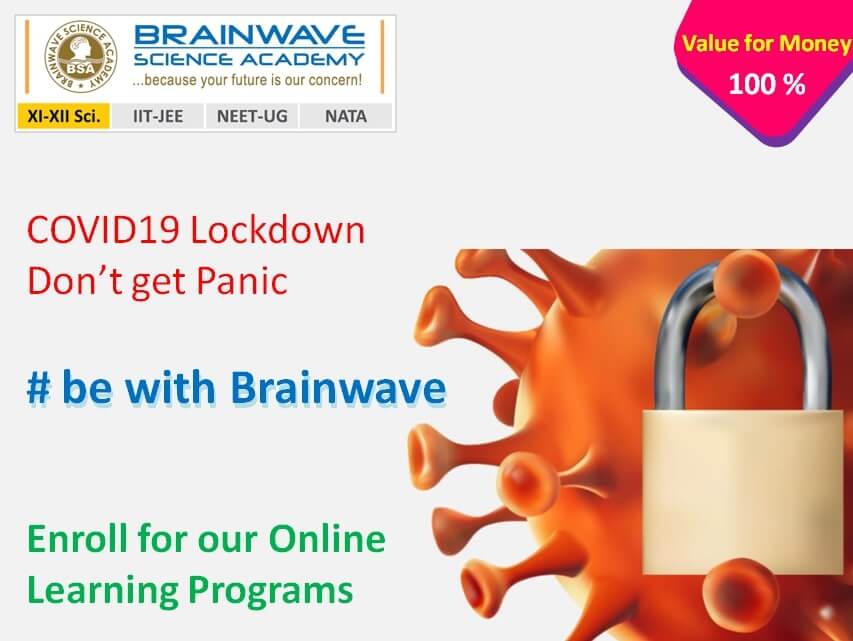 BRAINWAVE SCIENCE ACADEMY
BSA
BRAINWAVE
SCIENCE ACADEMY
...because your future is our concern!
XI-XII Sci. IIT-JEE NEET-UG NATA
Value for Money
100 %
COVID19 Lockdown
Don’t get Panic
# be with Brainwave
Enroll for our Online
Learning Programs